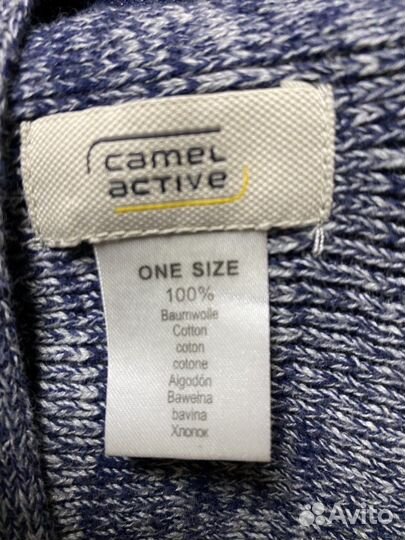 camel
active
ONE SIZE
100%
Baumwolle
Cotton
coton
cotone
Algodón
Bawełna
bavlna
Хлопок
Avito